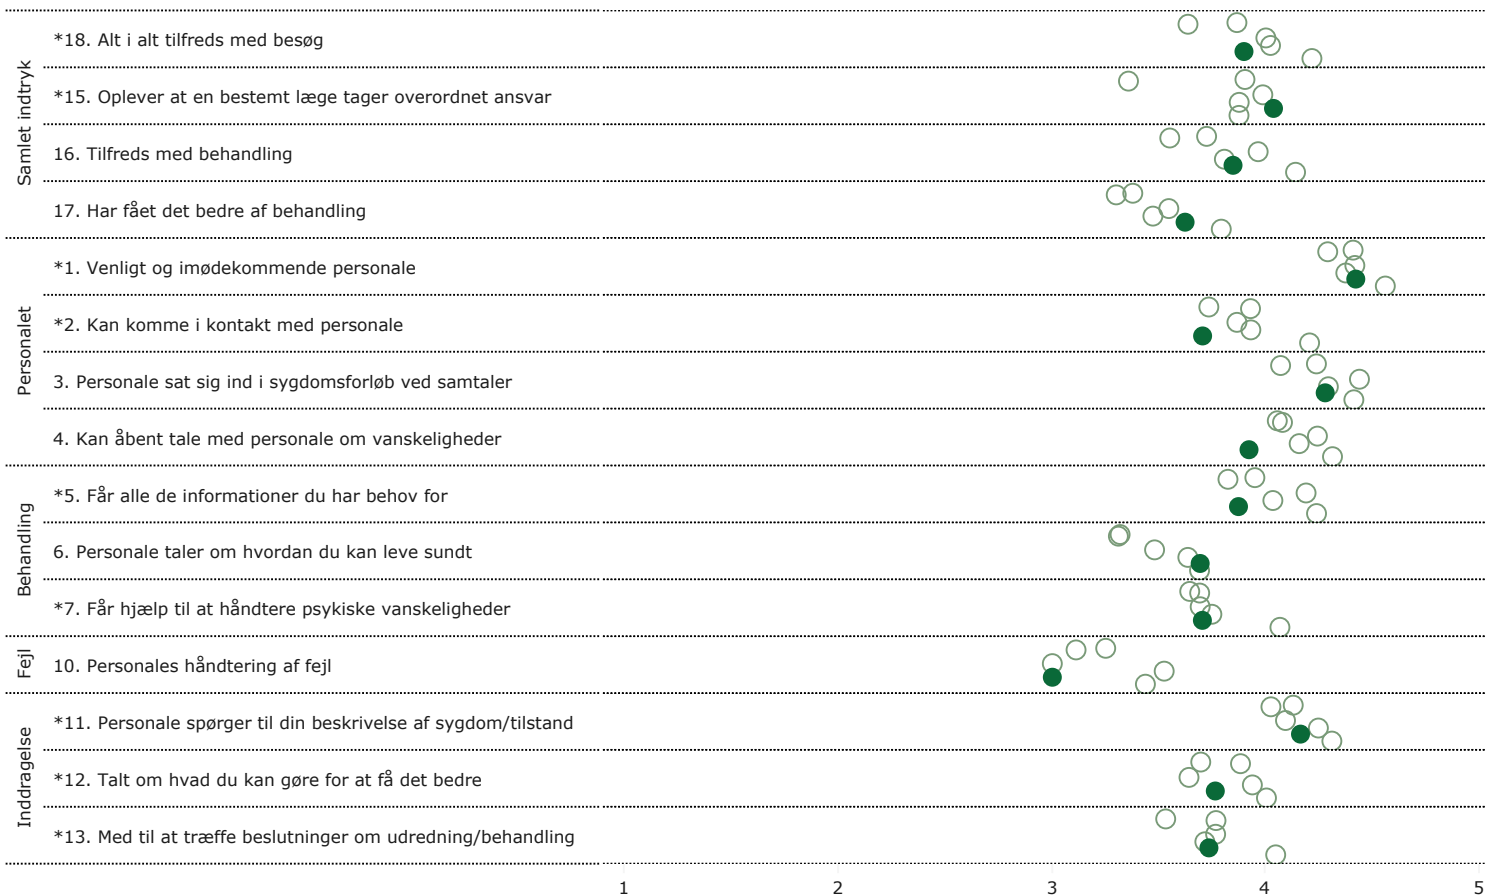 Samlet indtryk
*18. Alt i alt tilfreds med besøg
*15. Oplever at en bestemt læge tager overordnet ansvar
16. Tilfreds med behandling
17. Har fået det bedre af behandling
Personalet
*1. Venligt og imødekommende personale
*2. Kan komme i kontakt med personale
3. Personale sat sig ind i sygdomsforløb ved samtaler
4. Kan åbent tale med personale om vanskeligheder
Behandling
*5. Får alle de informationer du har behov for
6. Personale taler om hvordan du kan leve sundt
*7. Får hjælp til at håndtere psykiske vanskeligheder
Fejl
10. Personales håndtering af fejl
Inddragelse
*11. Personale spørger til din beskrivelse af sygdom/tilstand
*12. Talt om hvad du kan gøre for at få det bedre
*13. Med til at træffe beslutninger om udredning/behandling
1 2 3 4 5